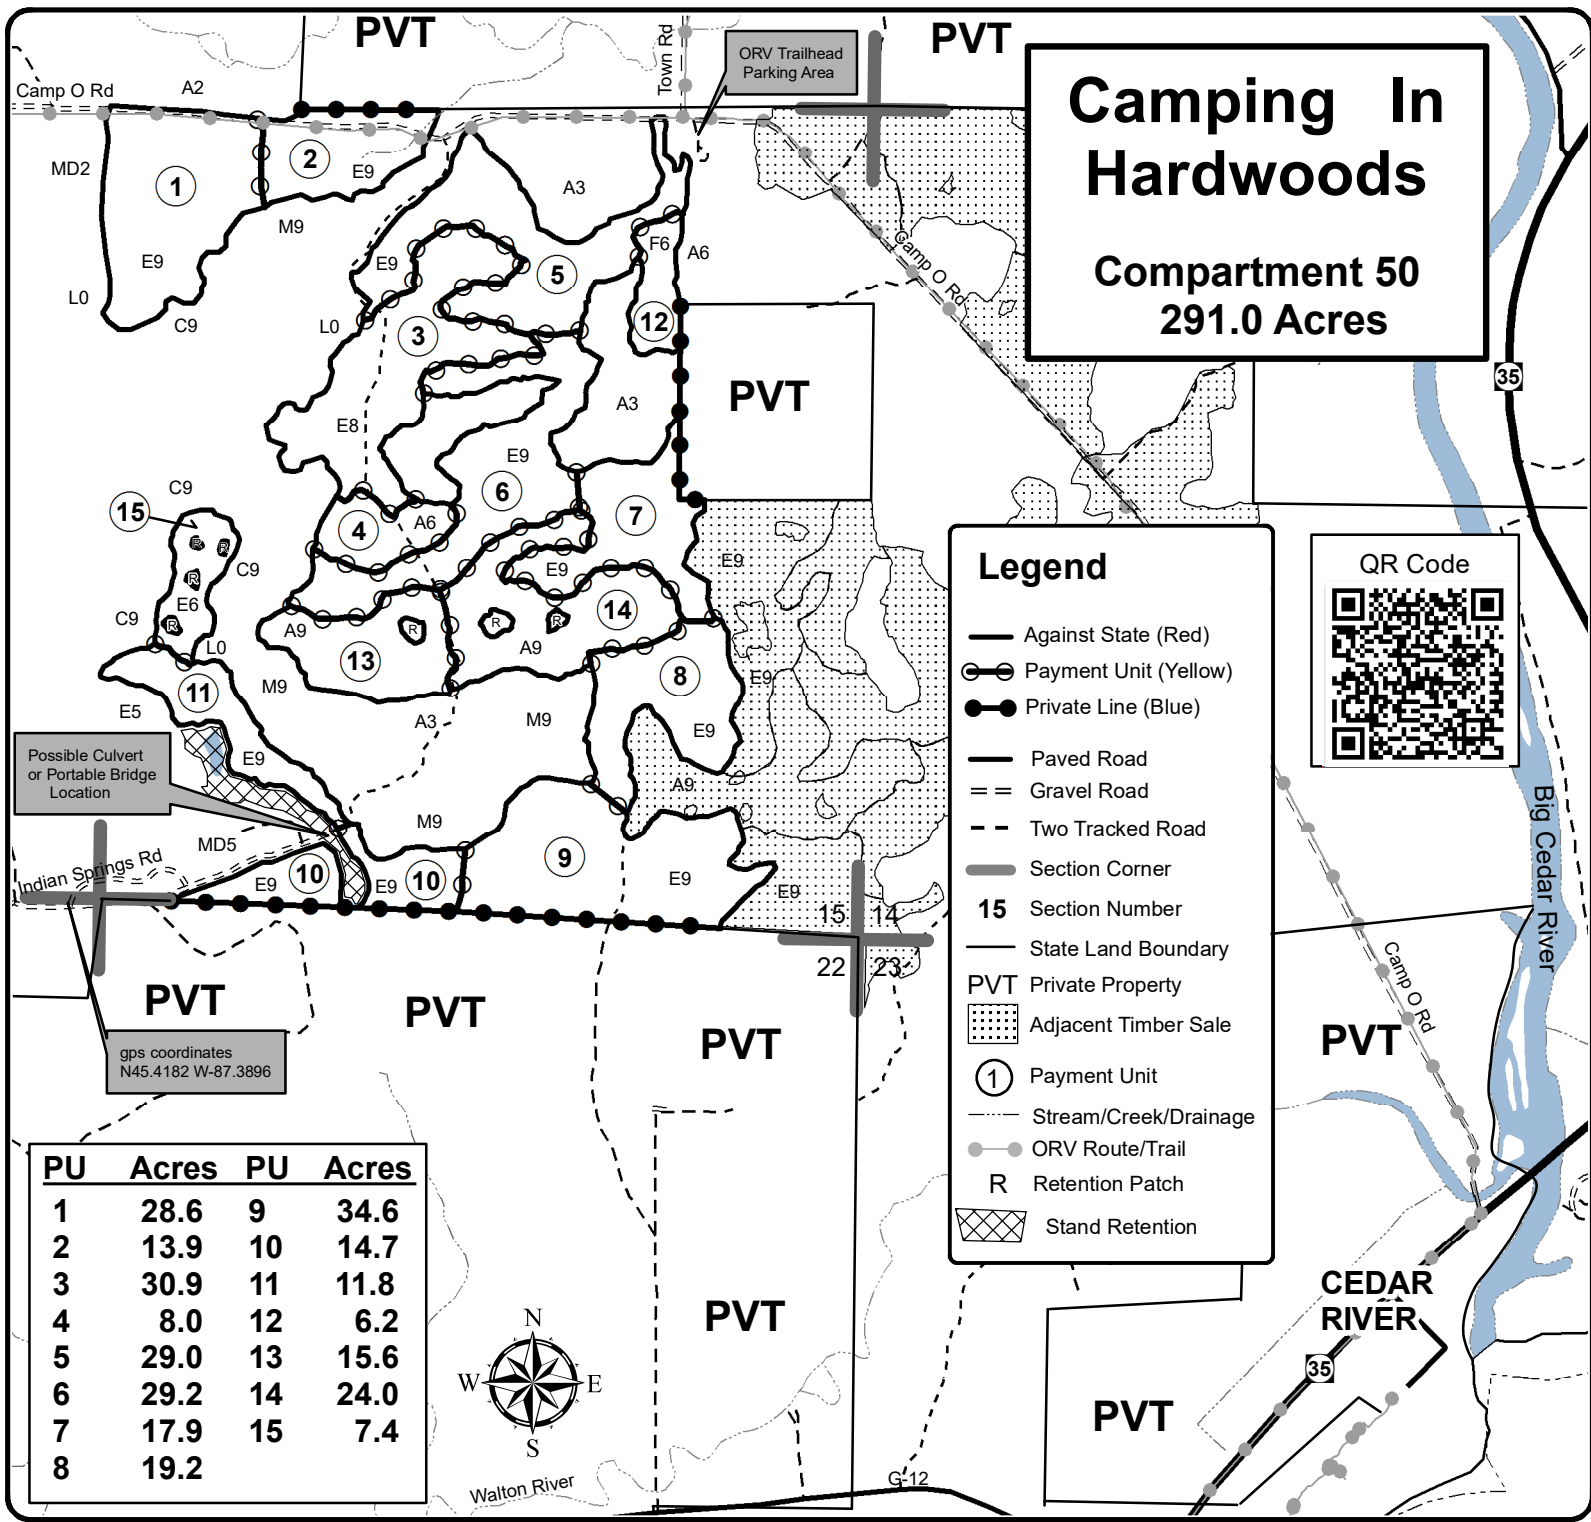 PVT
PVT
Town Rd
ORV Trailhead
Parking Area
Camp O Rd
A2
Camping In
Hardwoods
Compartment 50
291.0 Acres
MD2
1
2
E9
A3
M9
F6
A6
E9
E9
5
Camp O Rd
L0
C9
L0
3
12
35
PVT
A3
E8
E9
C9
6
15
4
A6
7
R
R
C9
E9
E9
R
E6
C9
R
A9
R
R
R
14
L0
13
A9
8
E9
11
M9
E5
A3
M9
E9
E9
A9
Possible Culvert
or Portable Bridge
Location
M9
MD5
9
Indian Springs Rd
E9
10
E9
10
E9
E9
15
14
22
23
PVT
PVT
PVT
gps coordinates
N45.4182 W-87.3896
Legend
Against State (Red)
Payment Unit (Yellow)
Private Line (Blue)
Paved Road
Gravel Road
Two Tracked Road
Section Corner
15 Section Number
State Land Boundary
PVT Private Property
Adjacent Timber Sale
1 Payment Unit
Stream/Creek/Drainage
ORV Route/Trail
R Retention Patch
Stand Retention
QR Code
Big Cedar River
Camp O Rd
PVT
PU Acres PU Acres
1 28.6 9 34.6
2 13.9 10 14.7
3 30.9 11 11.8
4 8.0 12 6.2
5 29.0 13 15.6
6 29.2 14 24.0
7 17.9 15 7.4
8 19.2
N
W E
S
PVT
CEDAR
RIVER
35
PVT
Walton River
G-12